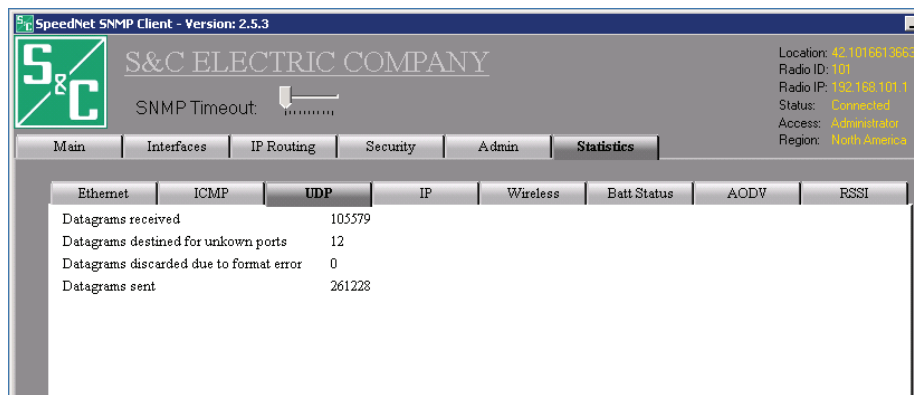 SpeedNet SNMP Client - Version: 2.5.3
S&C
S&C ELECTRIC COMPANY
SNMP Timeout:
Location: 42.1016613663
Radio ID: 101
Radio IP: 192.168.101.1
Status: Connected
Access: Administrator
Region: North America
Main Interfaces IP Routing Security Admin Statistics
Ethernet ICMP UDP IP Wireless Batt Status AODV RSSI
Datagrams received 105579
Datagrams destined for unkown ports 12
Datagrams discarded due to format error 0
Datagrams sent 261228